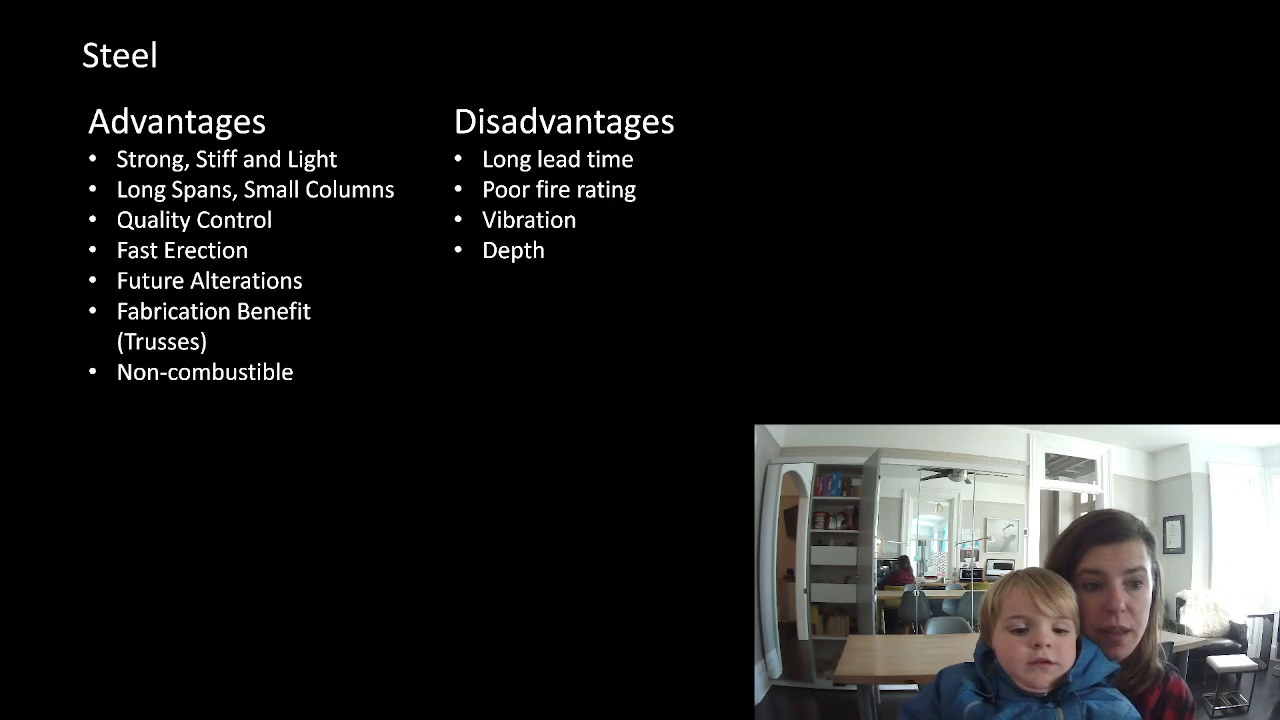 Steel
Advantages
• Strong, Stiff and Light
• Long Spans, Small Columns
• Quality Control
• Fast Erection
• Future Alterations
• Fabrication Benefit
(Trusses)
• Non-combustible
Disadvantages
• Long lead time
• Poor fire rating
• Vibration
• Depth